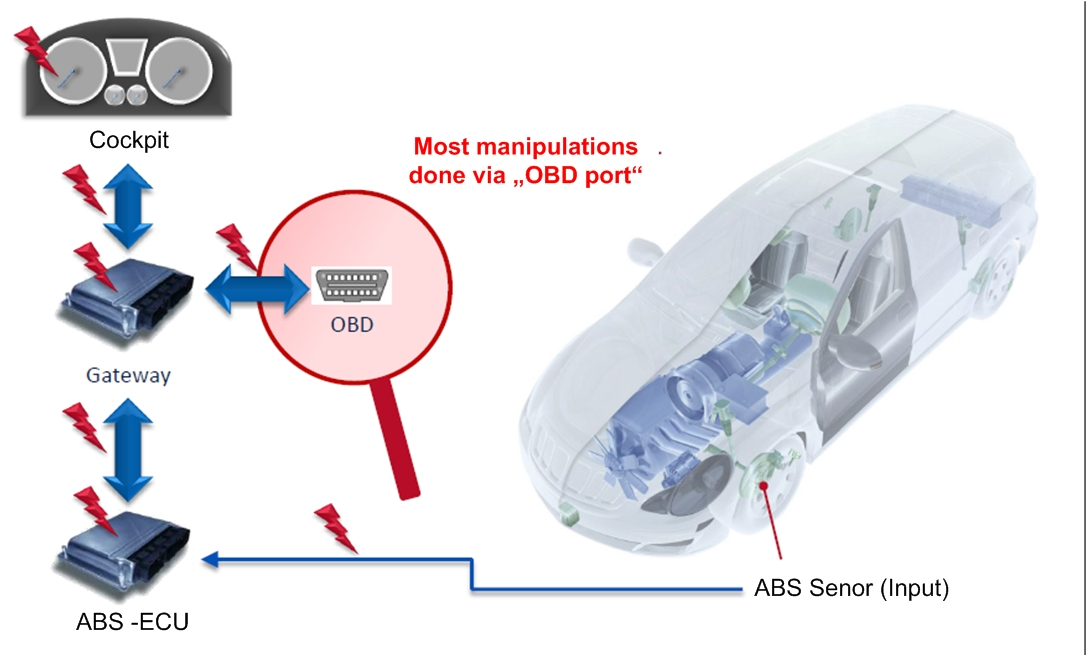 Cockpit
Most manipulations .
done via „OBD port“
OBD
Gateway
ABS Senor (Input)
ABS -ECU